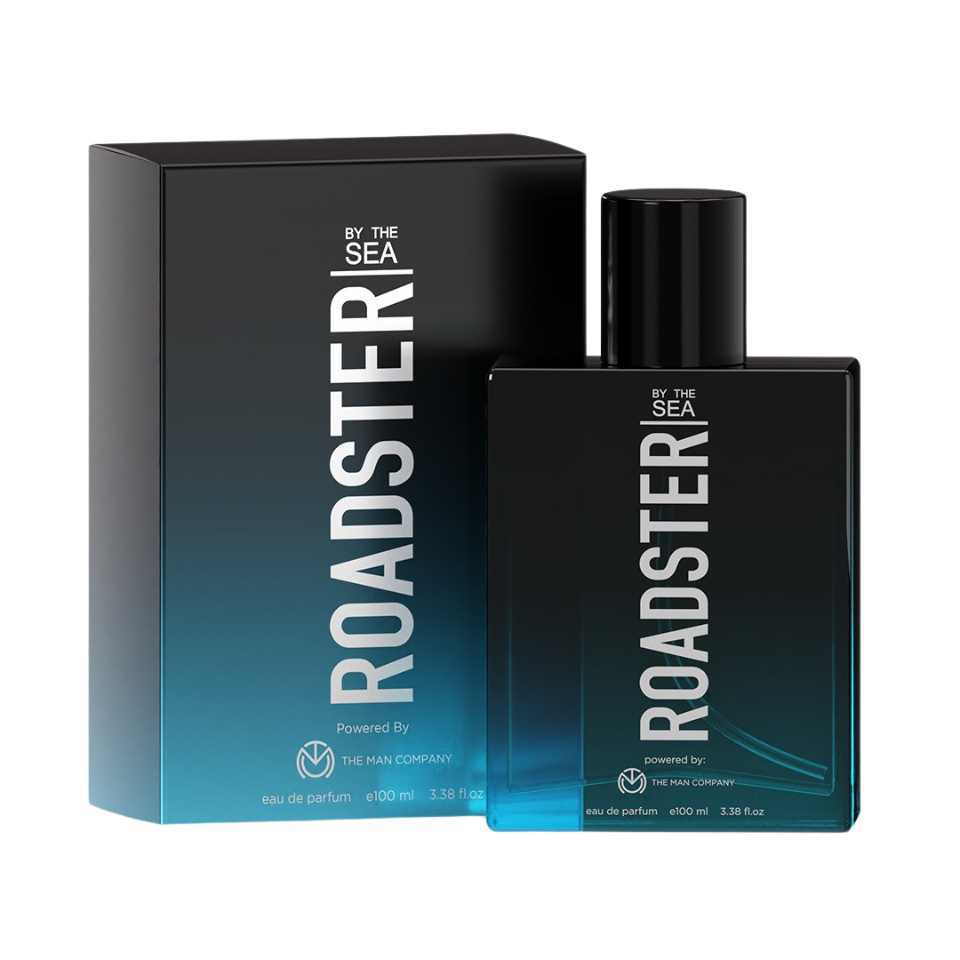 BY THE
SEA
ROADSTER
Powered By
THE MAN COMPANY
eau de parfum e100 ml 3.38 fl.oz
BY THE
SEA
ROADSTER
powered by:
THE MAN COMPANY
eau de parfum e100 ml 3.38 fl.oz